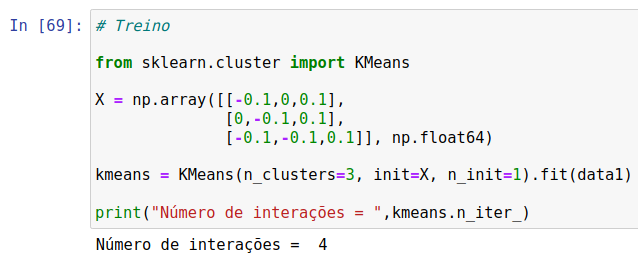 In [69]: # Treino
from sklearn.cluster import KMeans
X = np.array([[-0.1,0,0.1],
[0,-0.1,0.1],
[-0.1,-0.1,0.1]], np.float64)
kmeans = KMeans(n_clusters=3, init=X, n_init=1).fit(data1)
print("Número de interações = ",kmeans.n_iter_)
Número de interações =  4